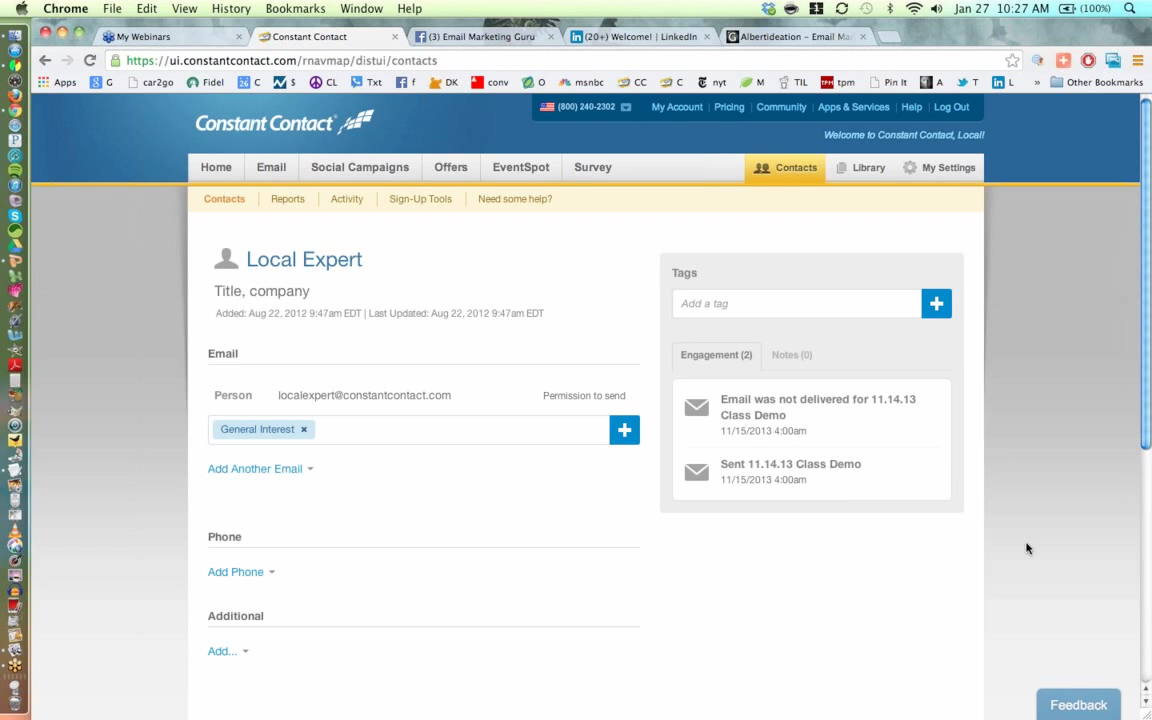 Chrome File Edit View History Bookmarks Window Help Jan 27 10:27 AM (100%)
My Webinars Constant Contact (3) Email Marketing Guru (20+) Welcome! | LinkedIn Albertideation – Email Ma
https://ui.constantcontact.com/rnavmap/distui/contacts
Apps G car2go Fidel C $ CL Txt f DK conv O msnbc CC C nyt M TIL tpm Pin It A T L » Other Bookmarks
(800) 240-2302 My Account Pricing Community Apps & Services Help Log Out
Constant Contact
Welcome to Constant Contact, Local!
Home Email Social Campaigns Offers EventSpot Survey Contacts Library My Settings
Contacts Reports Activity Sign-Up Tools Need some help?
Local Expert
Title, company
Added: Aug 22, 2012 9:47am EDT | Last Updated: Aug 22, 2012 9:47am EDT
Email
Person localexpert@constantcontact.com Permission to send
General Interest ×
Add Another Email
Phone
Add Phone
Additional
Add...
Tags
Add a tag
Engagement (2) Notes (0)
Email was not delivered for 11.14.13
Class Demo
11/15/2013 4:00am
Sent 11.14.13 Class Demo
11/15/2013 4:00am
Feedback